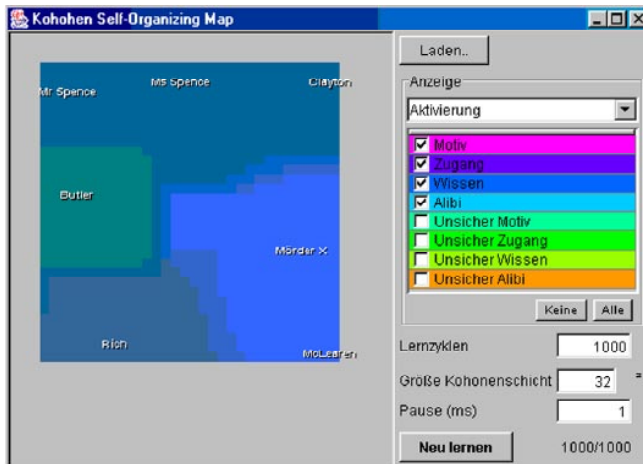 Kohohen Self-Organizing Map
Mr Spence
Ms Spence
Clayton
Butler
Mörder X
Rich
McLearen
Laden..
Anzeige
Aktivierung
Motiv
Zugang
Wissen
Alibi
Unsicher Motiv
Unsicher Zugang
Unsicher Wissen
Unsicher Alibi
Keine Alle
Lernzyklen 1000
Größe Kohonenschicht 32
Pause (ms) 1
Neu lernen 1000/1000